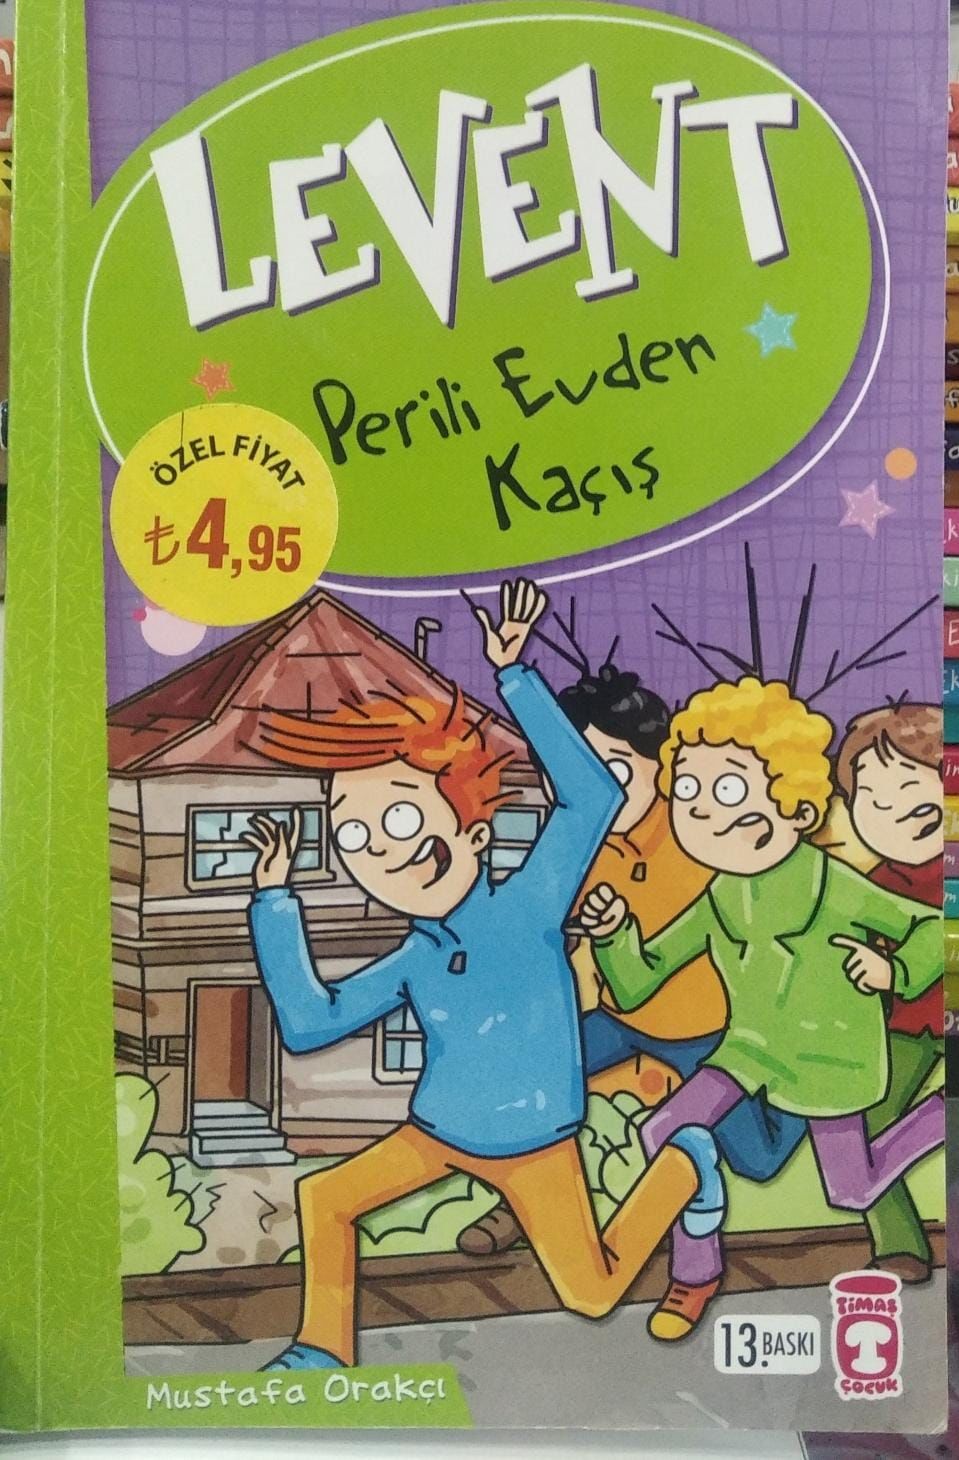 LEVENT
Perili Evden
Kaçış
ÖZEL FİYAT
₺4,95
13. BASKI
TİMAŞ
ÇOCUK
Mustafa Orakçı